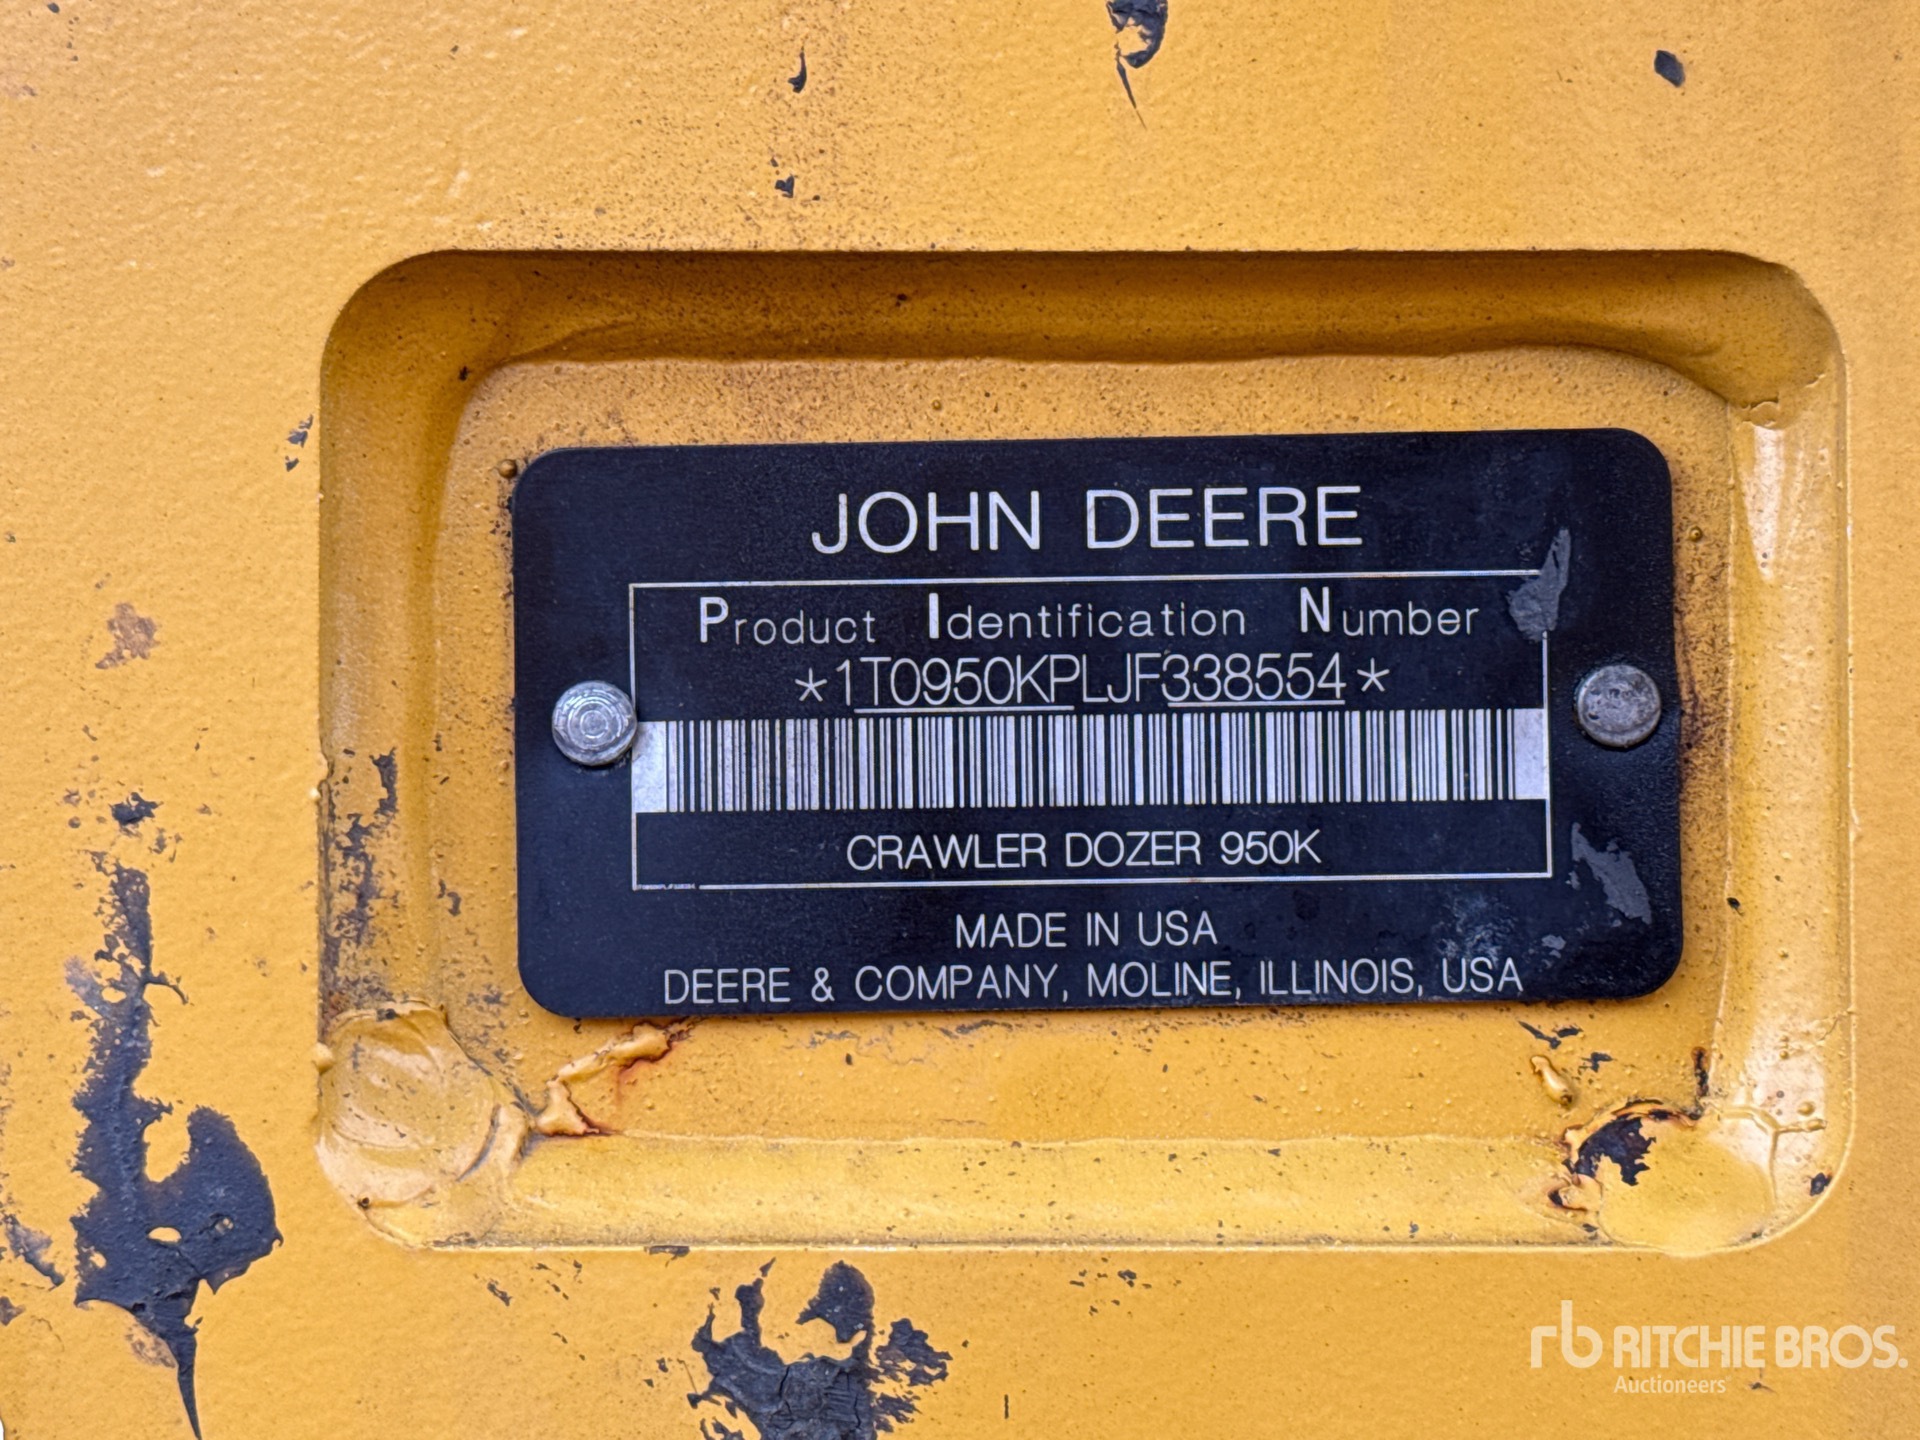 JOHN DEERE
Product Identification Number
*1T0950KPLJF338554*
CRAWLER DOZER 950K
MADE IN USA
DEERE & COMPANY, MOLINE, ILLINOIS, USA
rb RITCHIE BROS.
Auctioneers